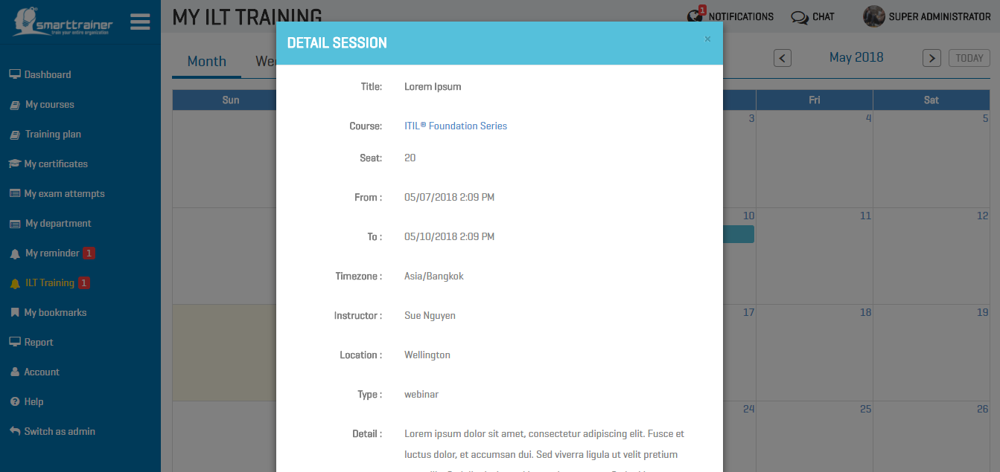 smarttrainer
train your entire organization
Dashboard
My courses
Training plan
My certificates
My exam attempts
My department
My reminder 1
ILT Training 1
My bookmarks
Report
Account
Help
Switch as admin
MY ILT TRAINING
1
NOTIFICATIONS
CHAT
SUPER ADMINISTRATOR
Month
May 2018
TODAY
Sun
Fri
Sat
3
4
5
10
11
12
17
18
19
24
25
26
DETAIL SESSION
×
Title: Lorem Ipsum
Course: ITIL® Foundation Series
Seat: 20
From : 05/07/2018 2:09 PM
To : 05/10/2018 2:09 PM
Timezone : Asia/Bangkok
Instructor : Sue Nguyen
Location : Wellington
Type : webinar
Detail : Lorem ipsum dolor sit amet, consectetur adipiscing elit. Fusce et
luctus dolor, et accumsan dui. Sed viverra ligula ut velit pretium